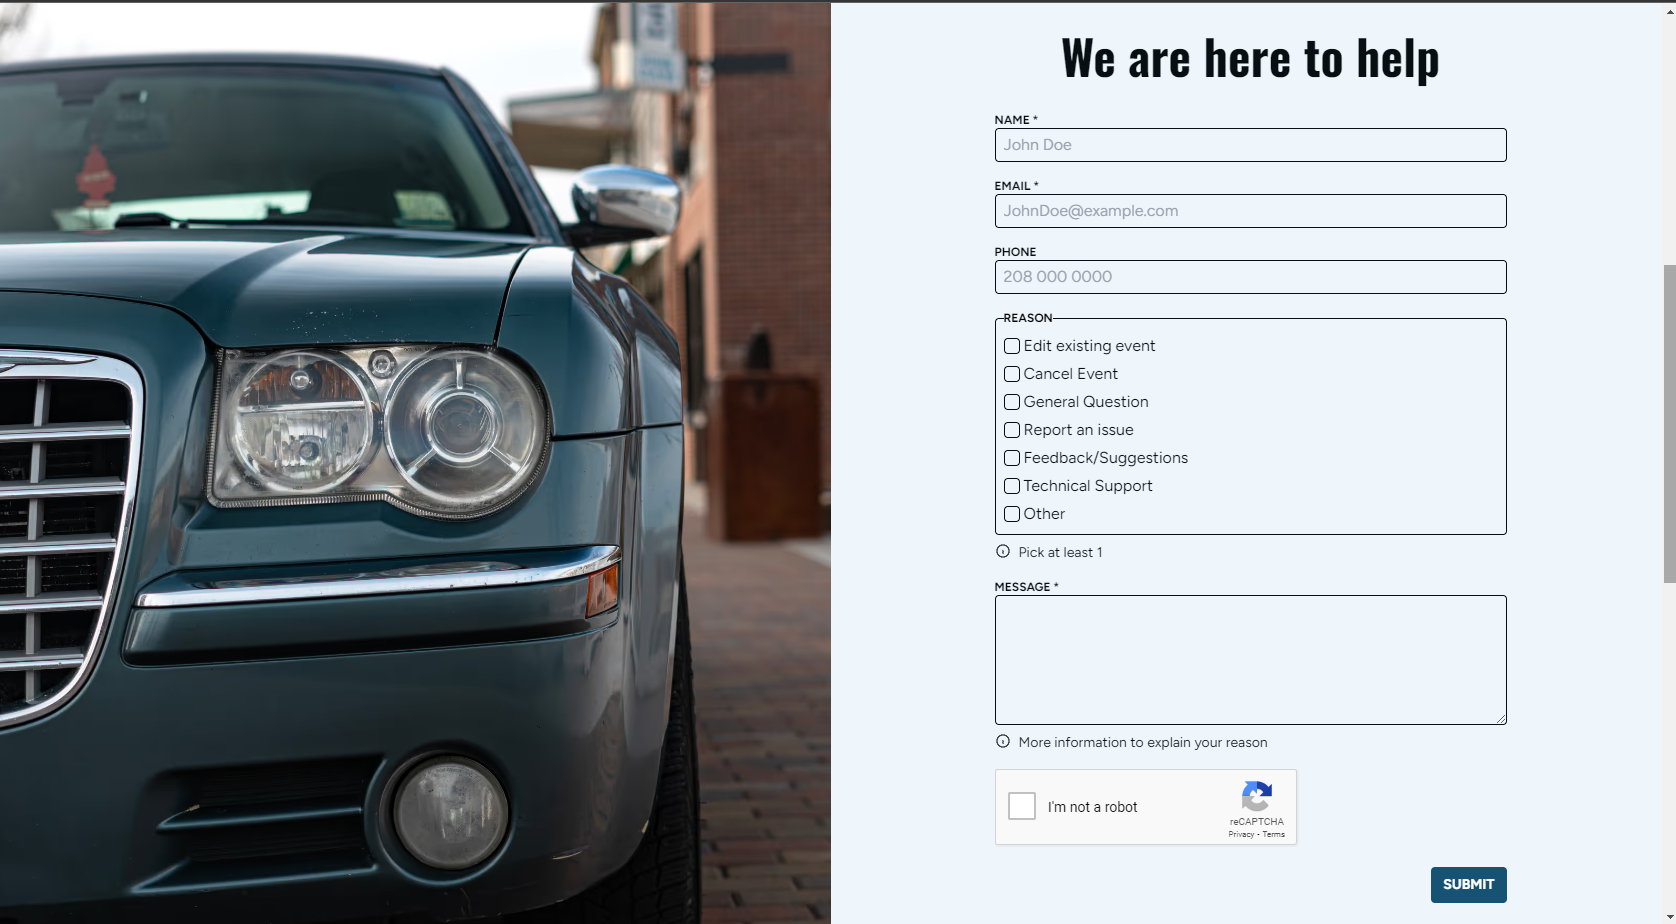 We are here to help
NAME *
John Doe
EMAIL *
JohnDoe@example.com
PHONE
208 000 0000
REASON
Edit existing event
Cancel Event
General Question
Report an issue
Feedback/Suggestions
Technical Support
Other
Pick at least 1
MESSAGE *
More information to explain your reason
I'm not a robot
reCAPTCHA
Privacy - Terms
SUBMIT